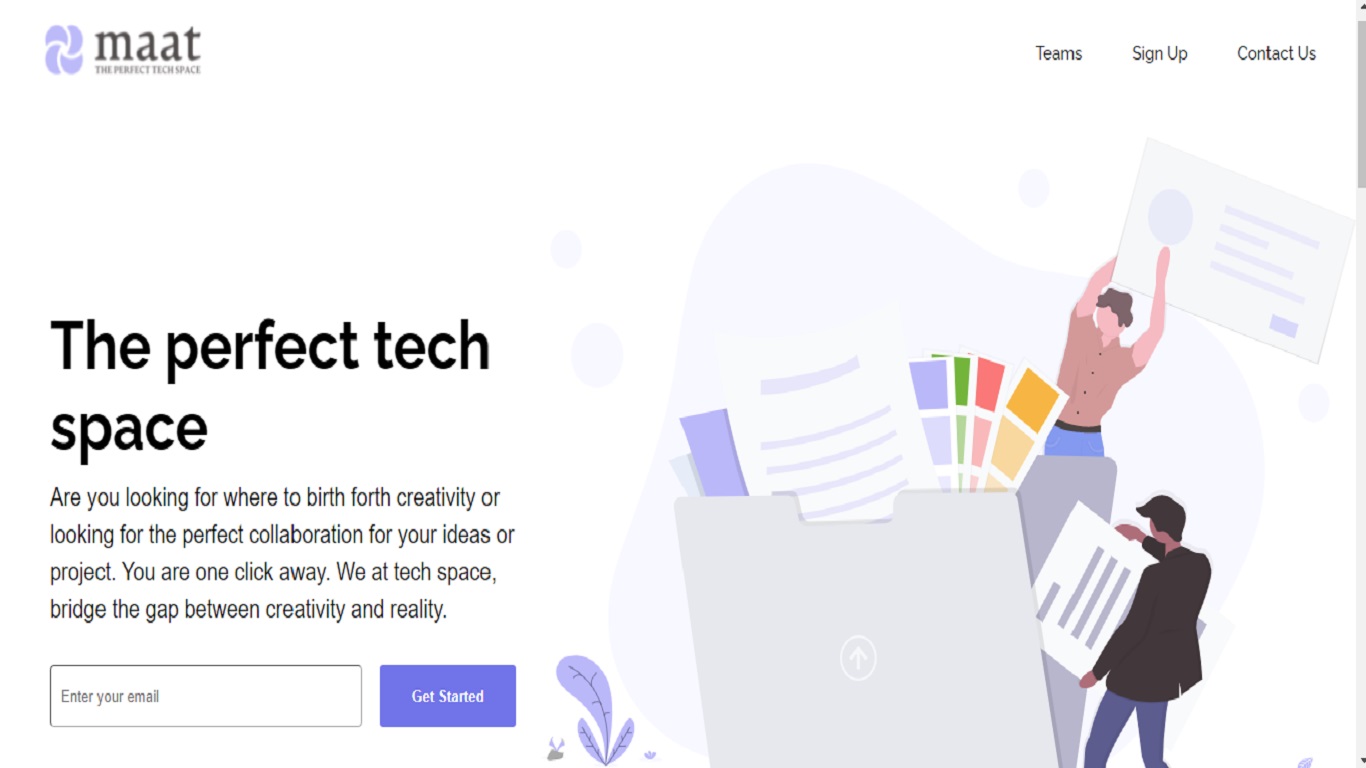 maat
THE PERFECT TECH SPACE
Teams Sign Up Contact Us
The perfect tech
space
Are you looking for where to birth forth creativity or
looking for the perfect collaboration for your ideas or
project. You are one click away. We at tech space,
bridge the gap between creativity and reality.
Enter your email Get Started